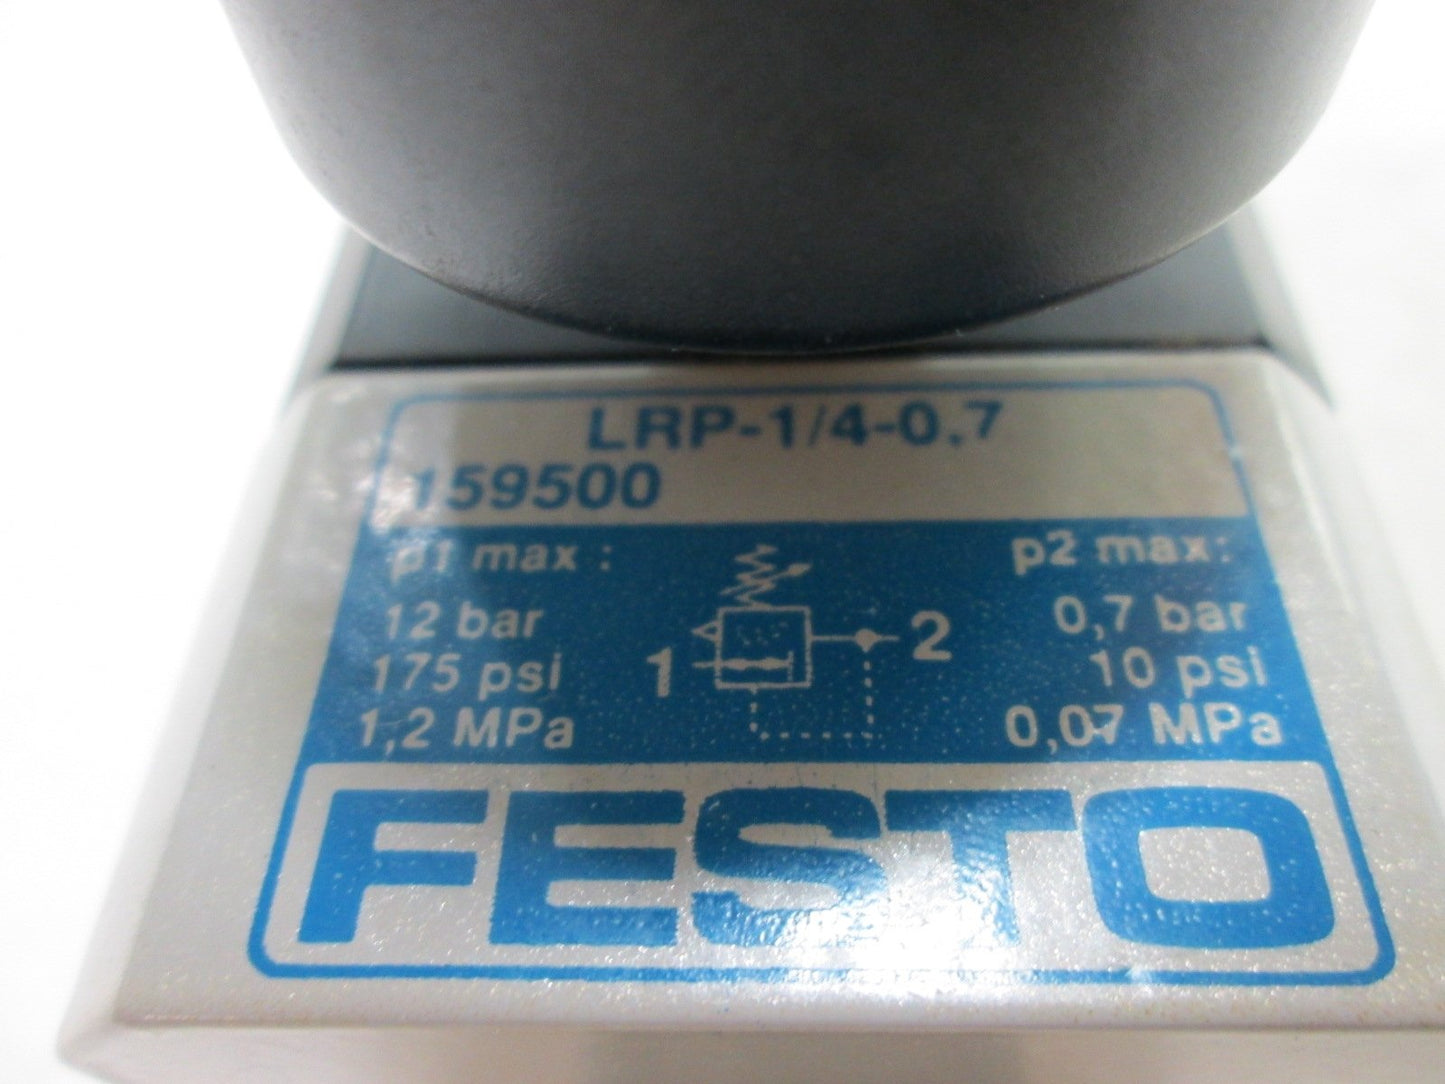 LRP-1/4-0,7
159500
p1 max :
12 bar
175 psi
1,2 MPa
1
2
p2 max:
0,7 bar
10 psi
0,07 MPa
FESTO